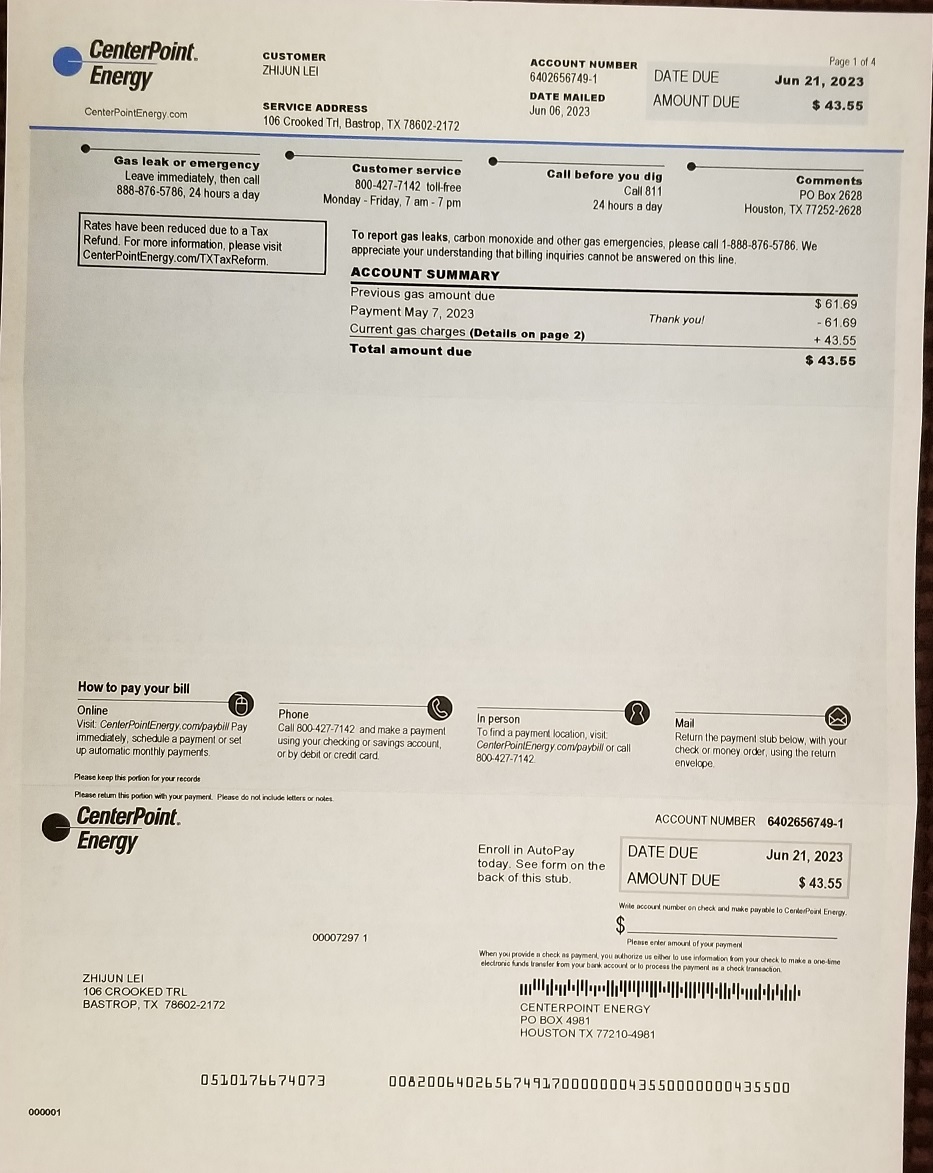 CenterPoint.
Energy
CenterPointEnergy.com
CUSTOMER
ZHIJUN LEI
SERVICE ADDRESS
106 Crooked Trl, Bastrop, TX 78602-2172
ACCOUNT NUMBER
6402656749-1
DATE MAILED
Jun 06, 2023
Page 1 of 4
DATE DUE Jun 21, 2023
AMOUNT DUE $ 43.55
Gas leak or emergency
Leave immediately, then call
888-876-5786, 24 hours a day
Customer service
800-427-7142 toll-free
Monday - Friday, 7 am - 7 pm
Call before you dig
Call 811
24 hours a day
Comments
PO Box 2628
Houston, TX 77252-2628
Rates have been reduced due to a Tax
Refund. For more information, please visit
CenterPointEnergy.com/TXTaxReform.
To report gas leaks, carbon monoxide and other gas emergencies, please call 1-888-876-5786. We
appreciate your understanding that billing inquiries cannot be answered on this line.
ACCOUNT SUMMARY
Previous gas amount due $ 61.69
Payment May 7, 2023 Thank you! - 61.69
Current gas charges (Details on page 2) + 43.55
Total amount due $ 43.55
How to pay your bill
Online
Visit: CenterPointEnergy.com/paybill Pay
immediately, schedule a payment or set
up automatic monthly payments.
Phone
Call 800-427-7142 and make a payment
using your checking or savings account,
or by debit or credit card.
In person
To find a payment location, visit:
CenterPointEnergy.com/paybill or call
800-427-7142.
Mail
Return the payment stub below, with your
check or money order, using the return
envelope.
Please keep this portion for your records
Please return this portion with your payment. Please do not include letters or notes.
CenterPoint.
Energy
ACCOUNT NUMBER 6402656749-1
Enroll in AutoPay
today. See form on the
back of this stub.
DATE DUE Jun 21, 2023
AMOUNT DUE $ 43.55
Write account number on check and make payable to CenterPoint Energy.
$
Please enter amount of your payment
00007297 1
When you provide a check as payment, you authorize us either to use information from your check to make a one-time
electronic funds transfer from your bank account or to process the payment as a check transaction.
ZHIJUN LEI
106 CROOKED TRL
BASTROP, TX 78602-2172
CENTERPOINT ENERGY
PO BOX 4981
HOUSTON TX 77210-4981
0510176674073 008200640265674917000000043550000000435500
000001